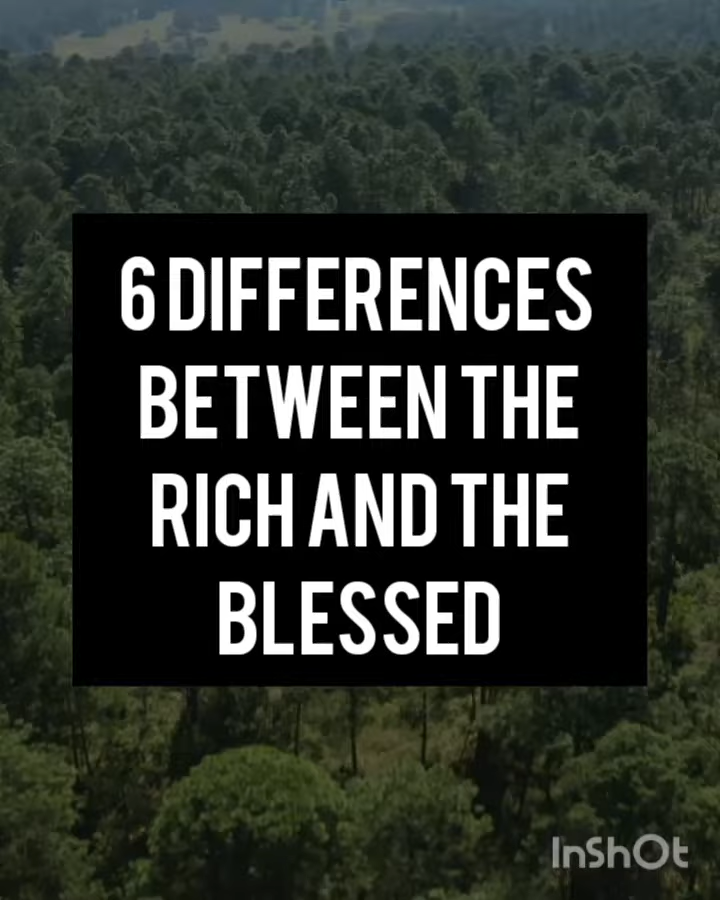 6 DIFFERENCES
BETWEEN THE
RICH AND THE
BLESSED
InShOt